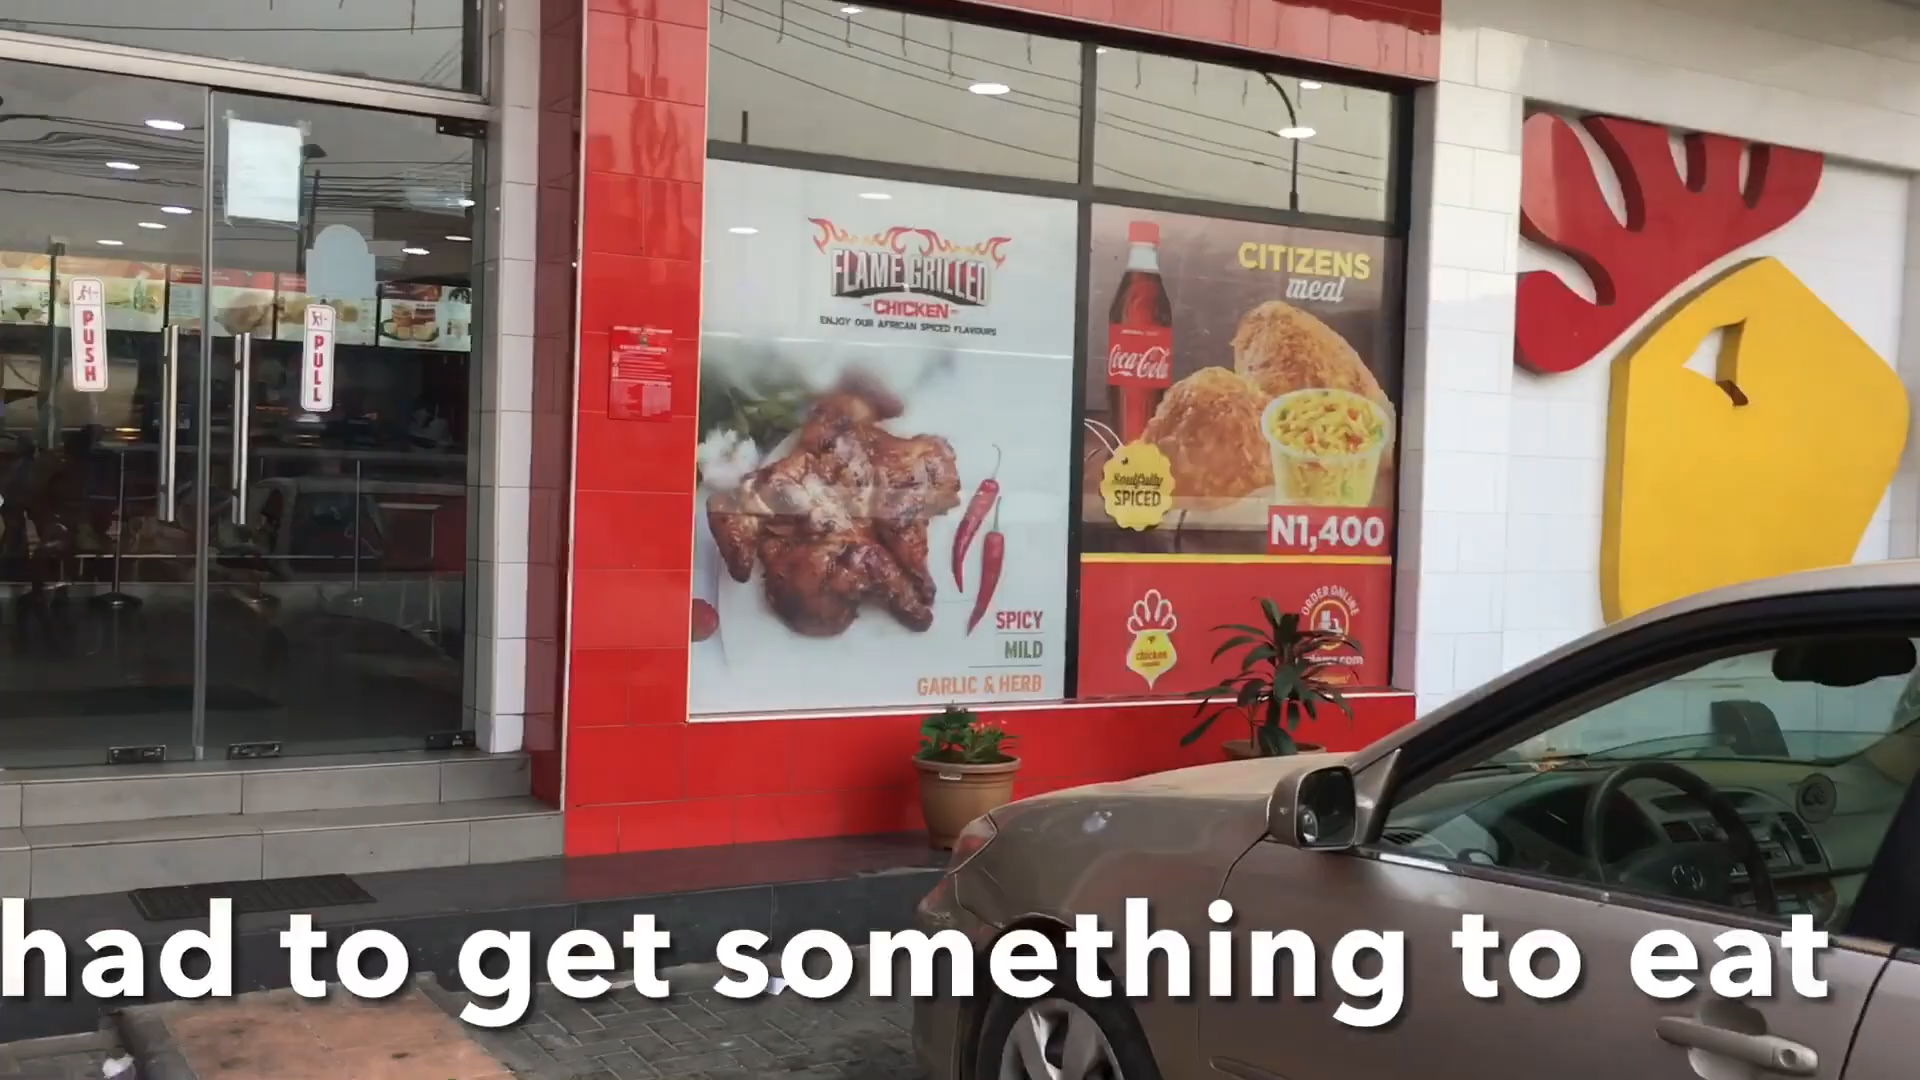 PUSH
PULL
FLAME GRILLED
-CHICKEN-
ENJOY OUR AFRICAN SPICED FLAVOURS
SPICY
MILD
GARLIC & HERB
CITIZENS
meal
Coca-Cola
Soulfully
SPICED
N1,400
chicken
ORDER ONLINE
had to get something to eat